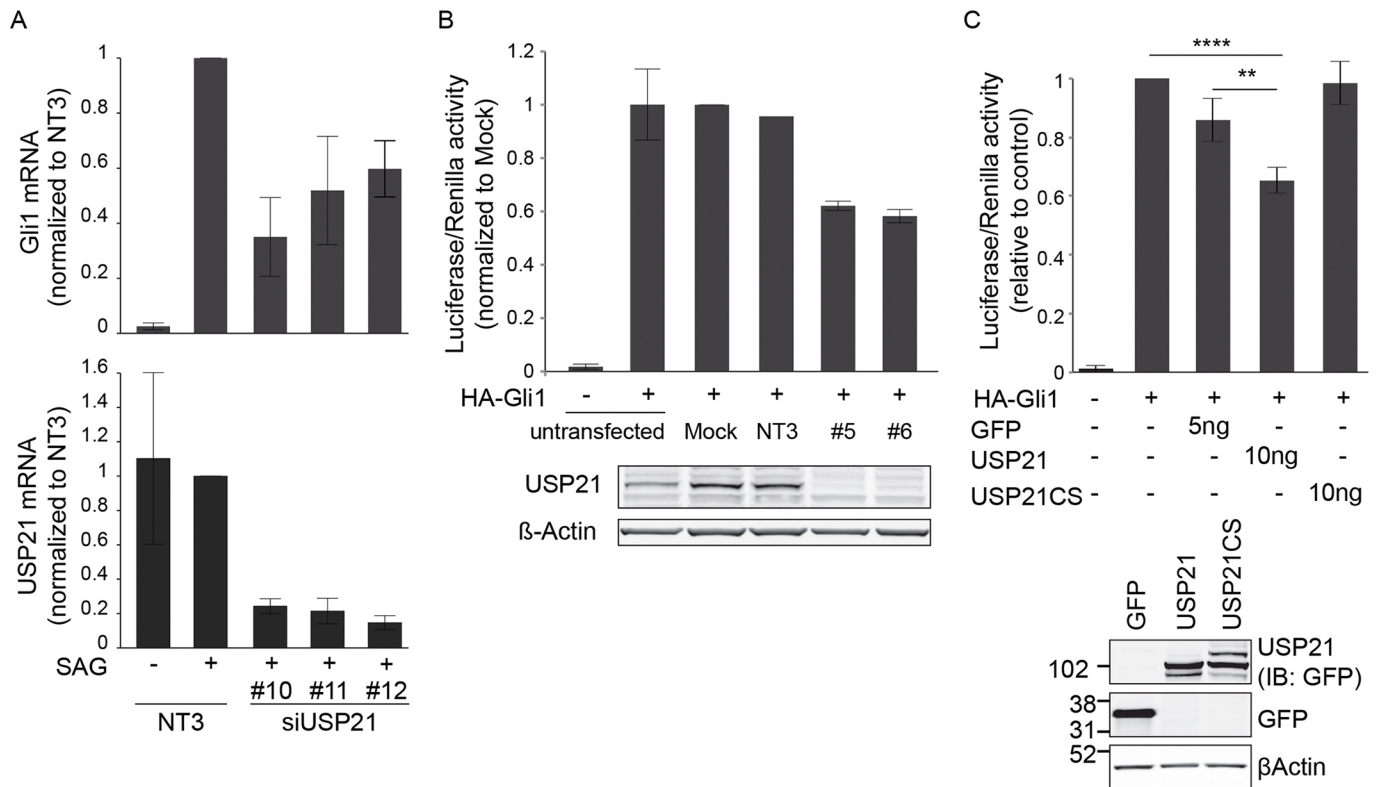 A
Gli1 mRNA
(normalized to NT3)
1
0.8
0.6
0.4
0.2
0
USP21 mRNA
(normalized to NT3)
1.6
1.4
1.2
1
0.8
0.6
0.4
0.2
0
SAG - + + + +
#10 #11 #12
NT3 siUSP21
B
Luciferase/Renilla activity
(normalized to Mock)
1.2
1
0.8
0.6
0.4
0.2
0
HA-Gli1 - + + + + +
untransfected Mock NT3 #5 #6
USP21
ß-Actin
C
**** 
**
Luciferase/Renilla activity
(relative to control)
1
0.8
0.6
0.4
0.2
0
HA-Gli1 - + + + +
GFP - - 5ng - -
USP21 - - - 10ng -
USP21CS - - - - 10ng
GFP USP21 USP21CS
102
USP21
(IB: GFP)
38
31
GFP
52
βActin